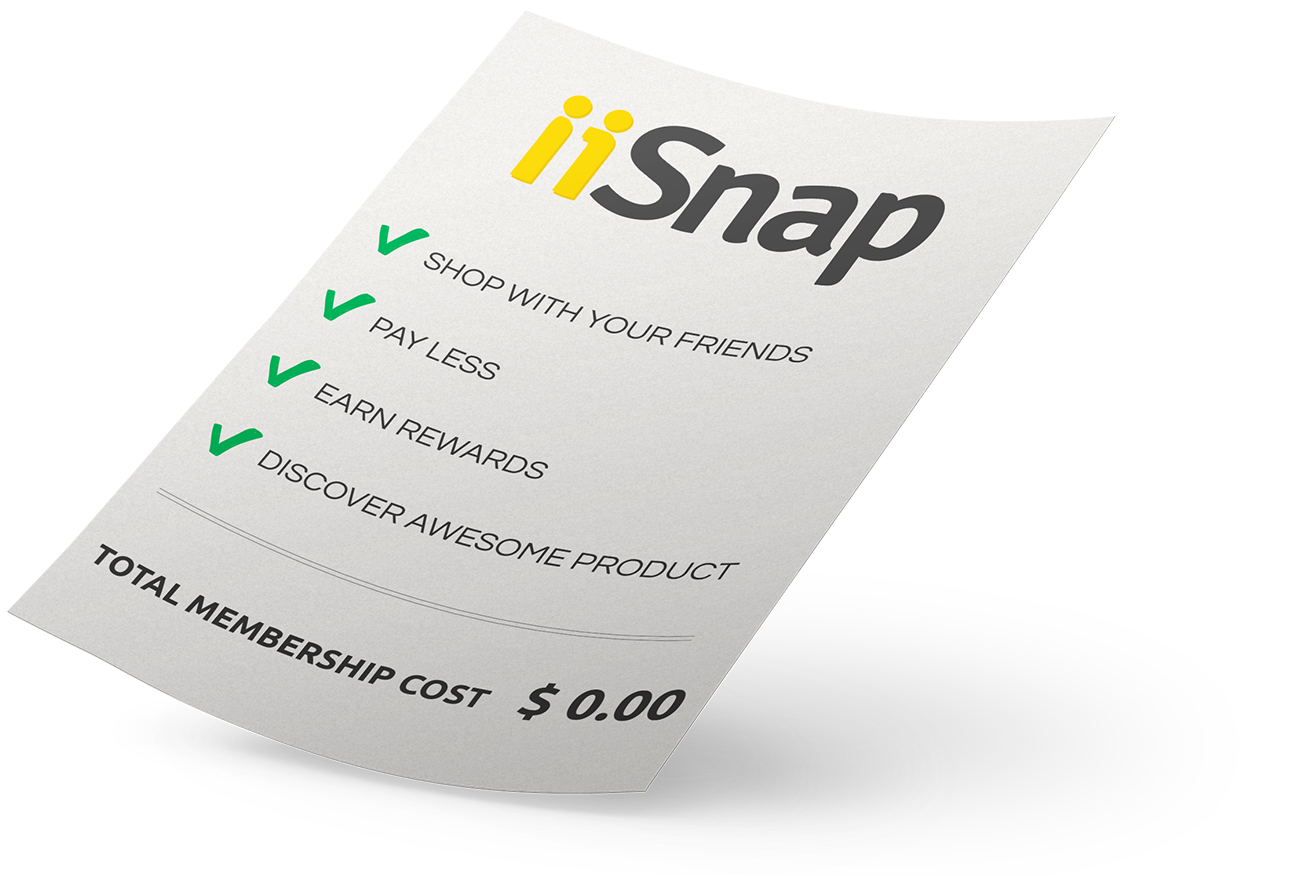 iiSnap
SHOP WITH YOUR FRIENDS
PAY LESS
EARN REWARDS
DISCOVER AWESOME PRODUCT
TOTAL MEMBERSHIP COST $ 0.00